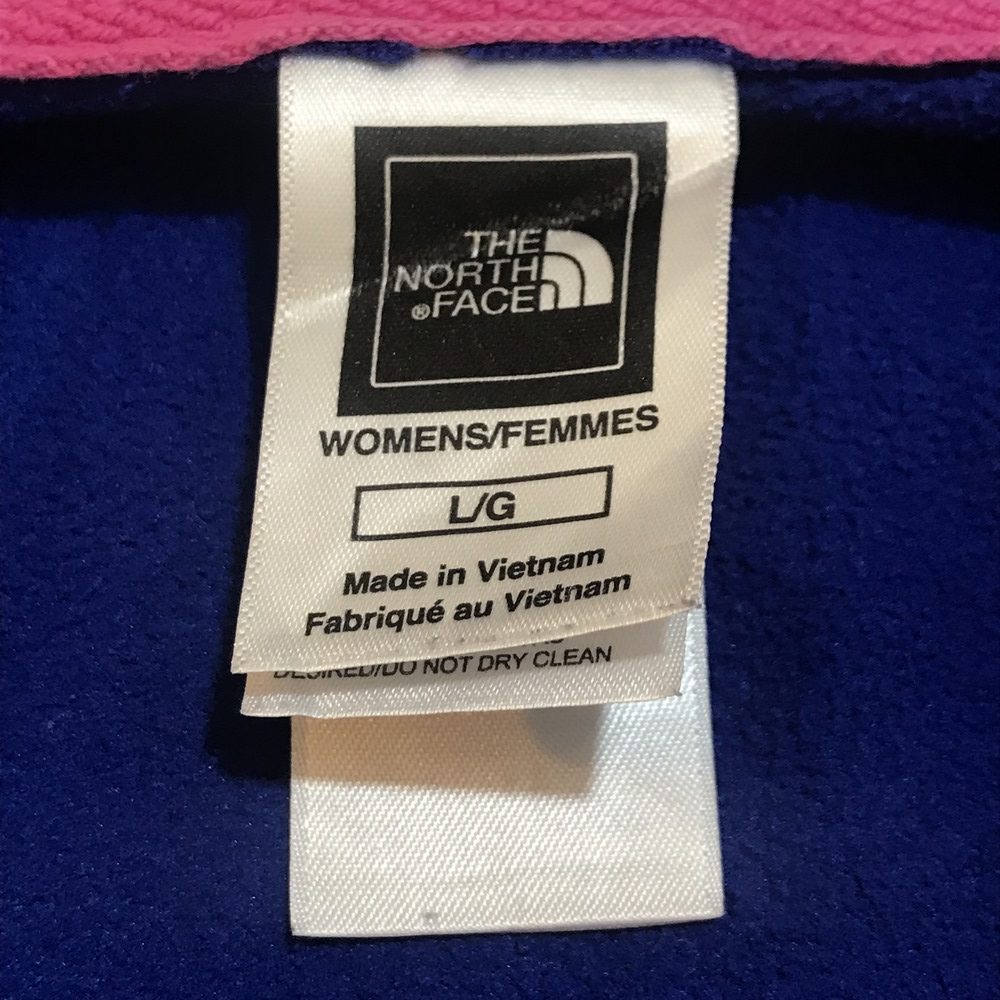 THE
NORTH
®FACE
WOMENS/FEMMES
L/G
Made in Vietnam
Fabriqué au Vietnam
DESIRED/DO NOT DRY CLEAN